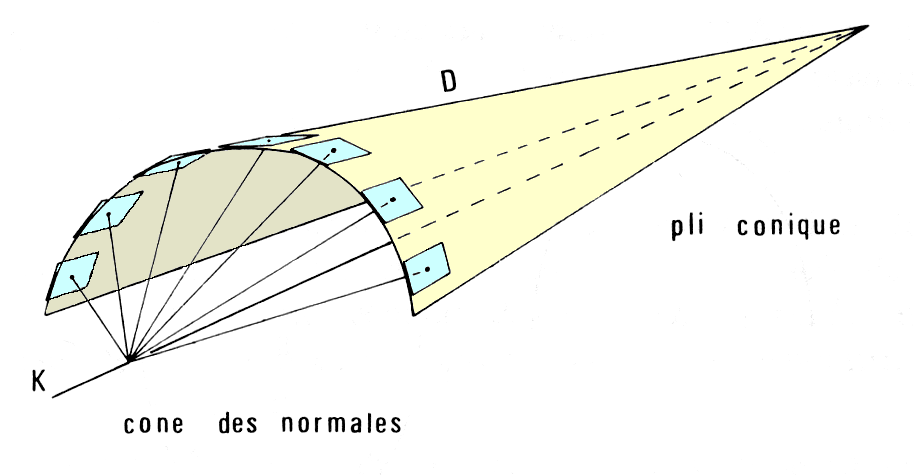 D
pli conique
K
cone des normales